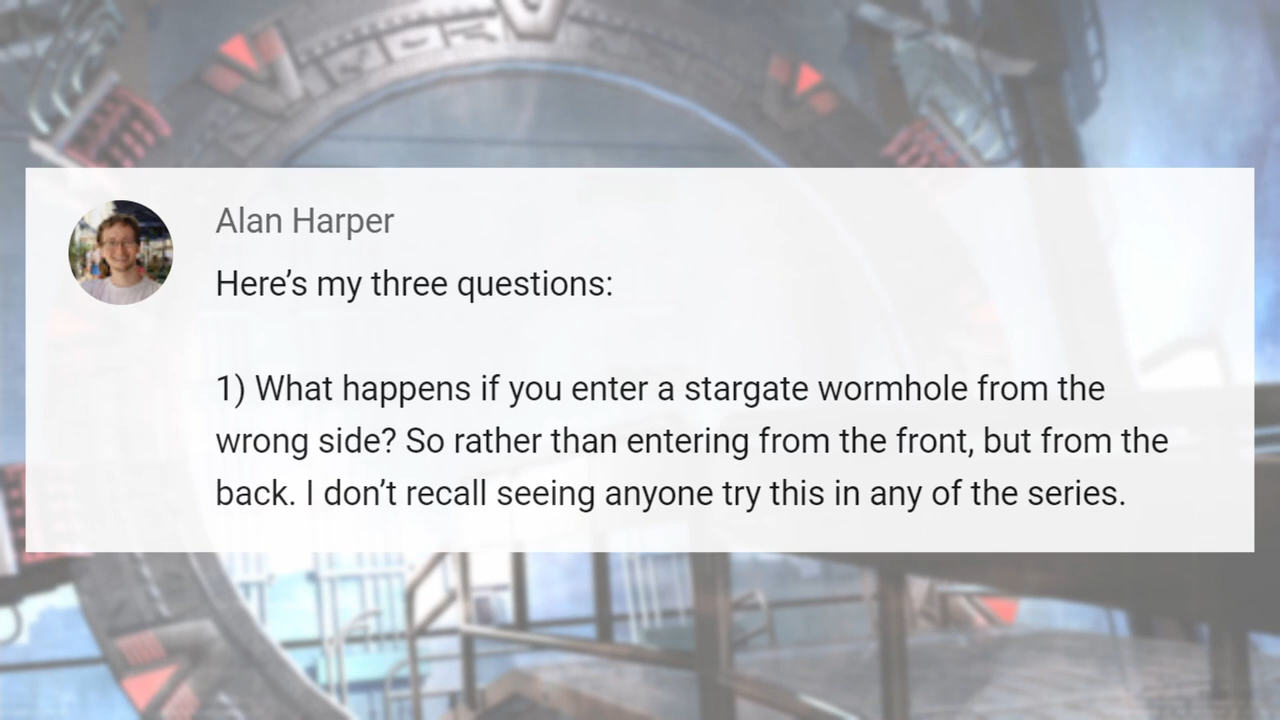 Alan Harper
Here’s my three questions:
1) What happens if you enter a stargate wormhole from the
wrong side? So rather than entering from the front, but from the
back. I don’t recall seeing anyone try this in any of the series.